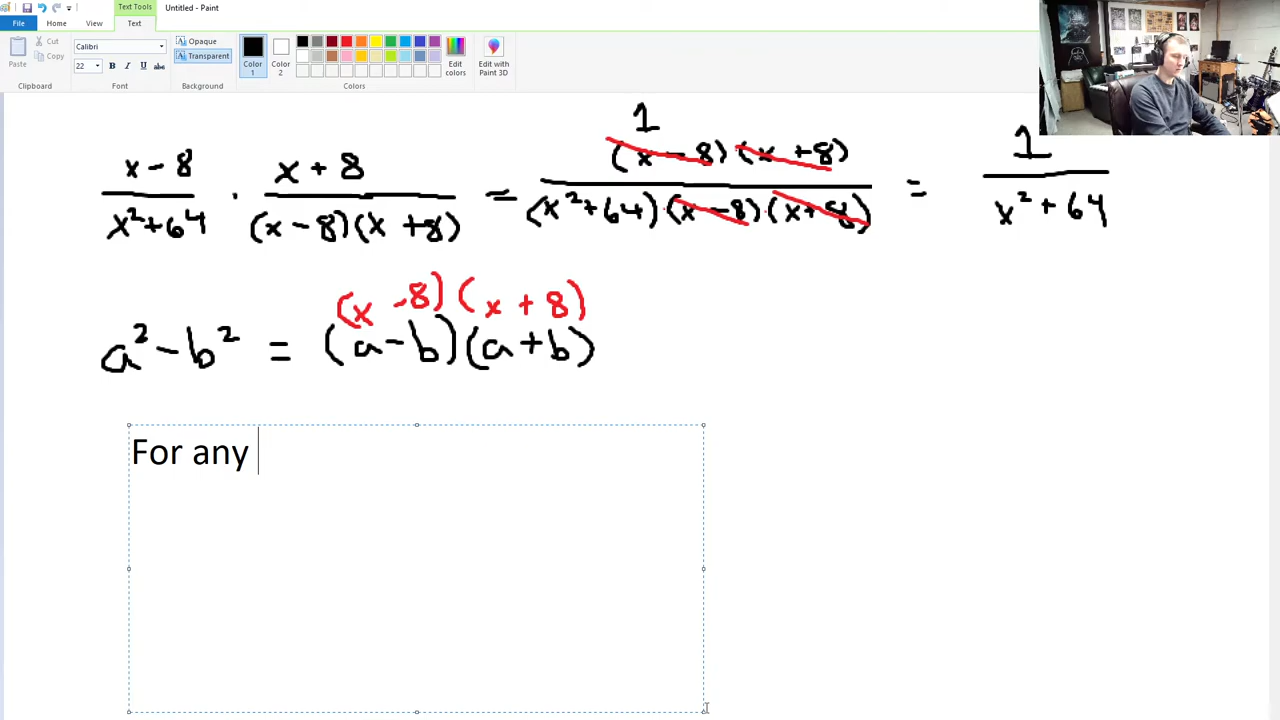 Untitled - Paint
Text Tools
File Home View Text
Paste Cut Copy
Clipboard
Calibri
22 B I U abc
Font
Opaque
Transparent
Background
Color 1
Color 2
Colors
Edit colors
Edit with Paint 3D
x - 8 / x² + 64 · x + 8 / (x - 8)(x + 8) = 1 (x - 8)(x + 8) / (x² + 64)·(x - 8)·(x + 8) = 1 / x² + 64
(x - 8)(x + 8)
a² - b² = (a - b)(a + b)
For any